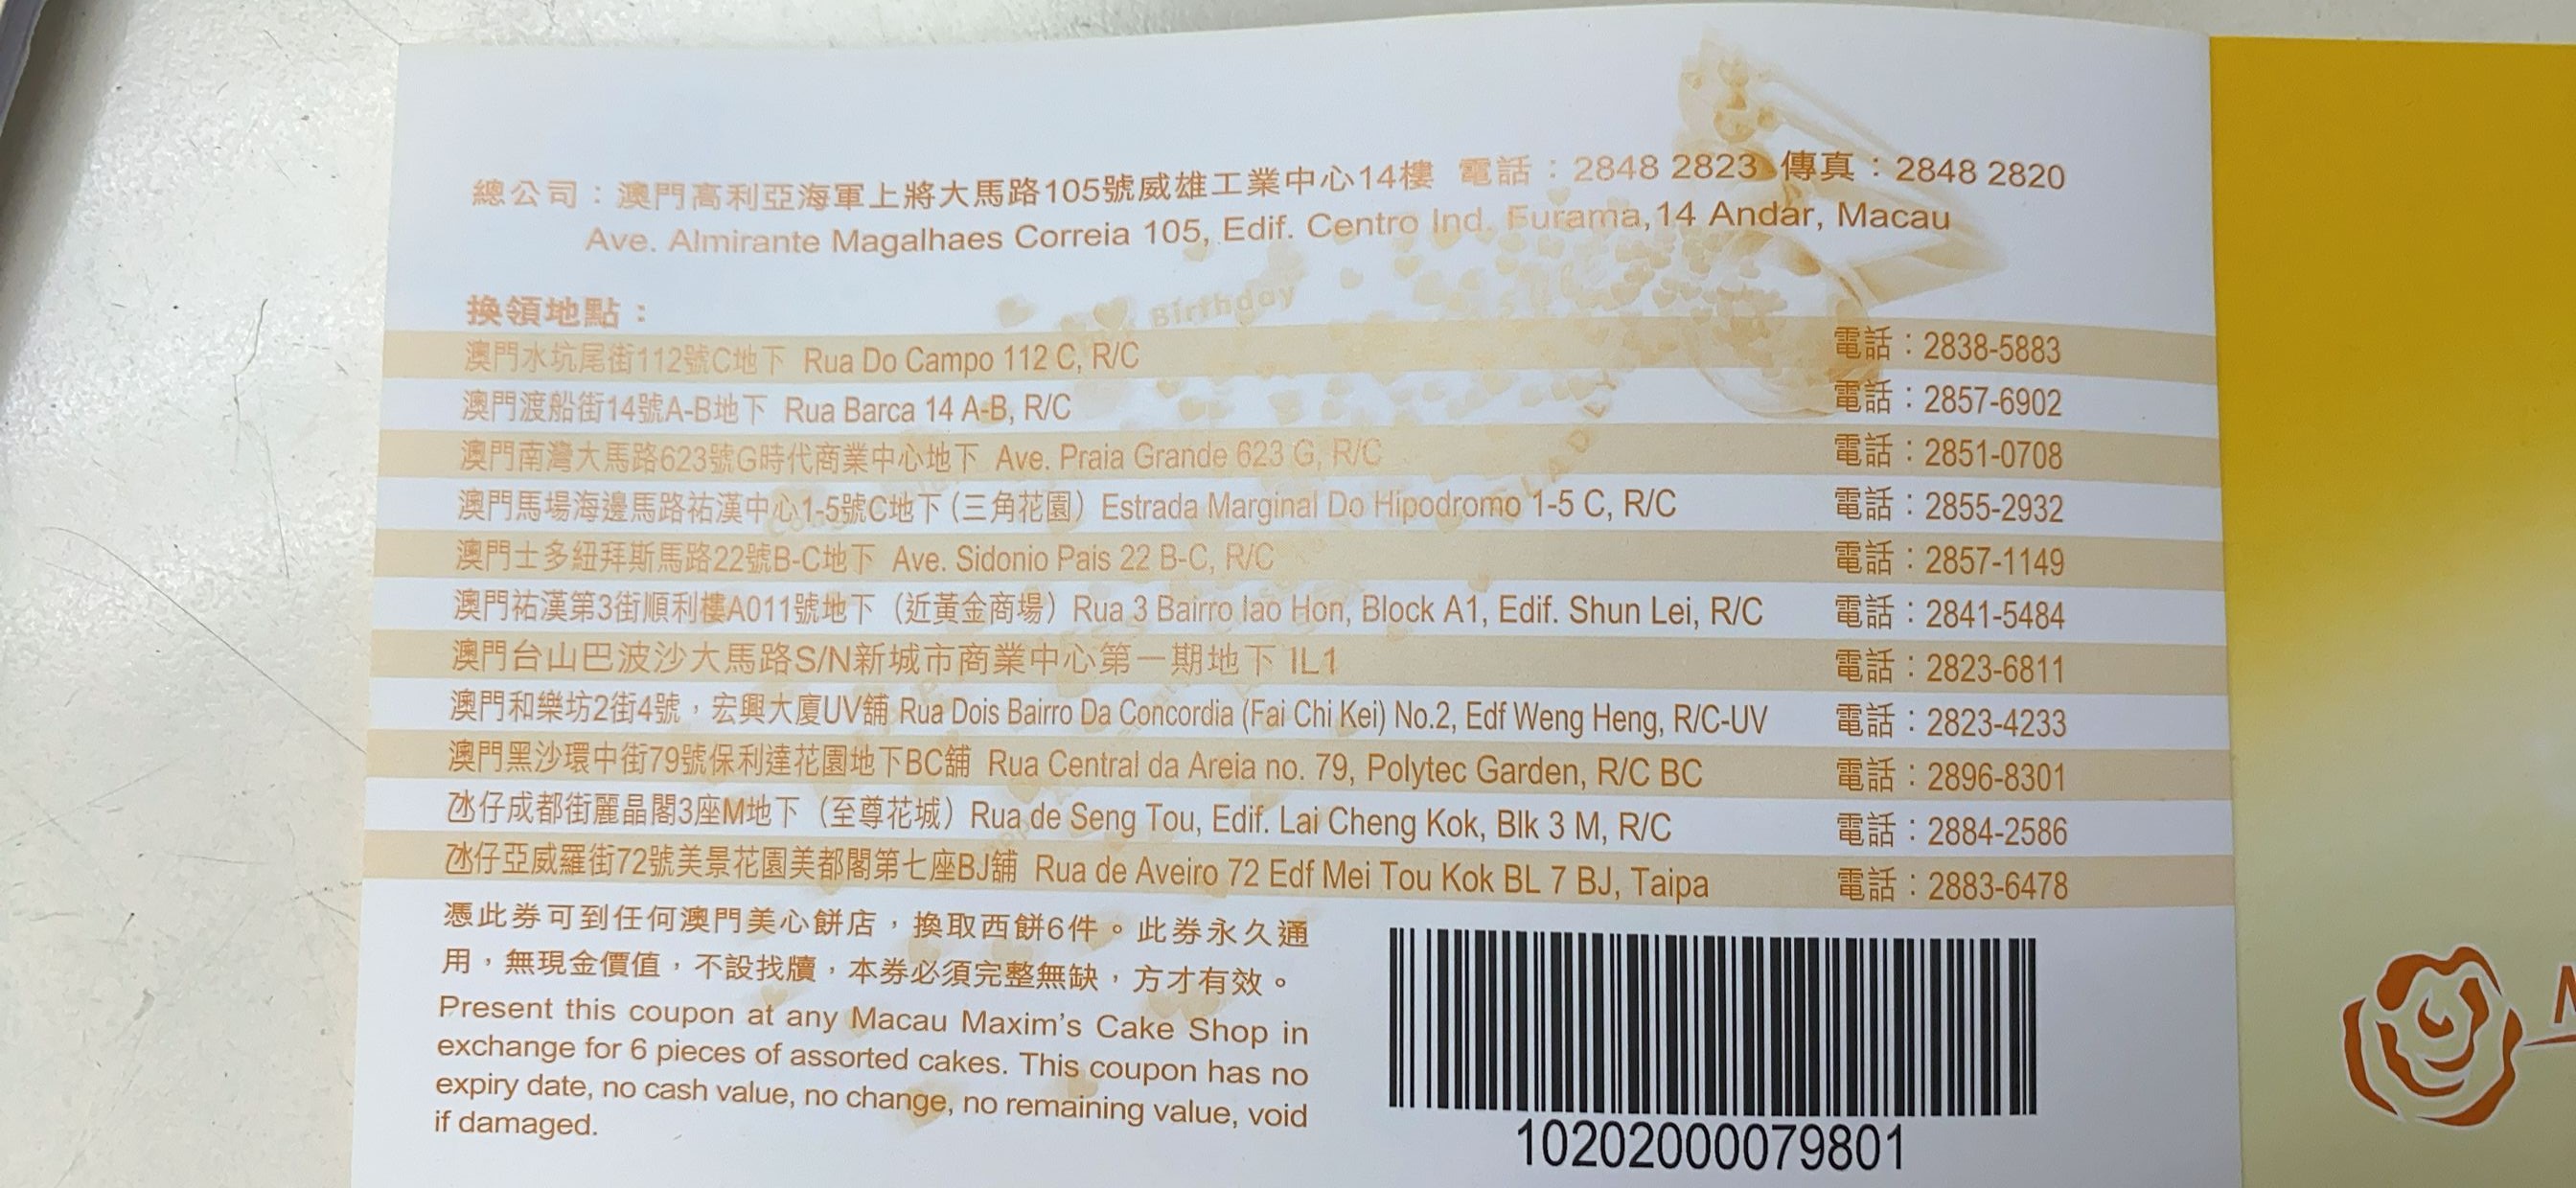 總公司：澳門高利亞海軍上將大馬路105號威雄工業中心14樓 電話：2848 2823 傳真：2848 2820
Ave. Almirante Magalhaes Correia 105, Edif. Centro Ind. Furama,14 Andar, Macau
Birthday
換領地點：
澳門水坑尾街112號C地下 Rua Do Campo 112 C, R/C 電話：2838-5883
澳門渡船街14號A-B地下 Rua Barca 14 A-B, R/C 電話：2857-6902
澳門南灣大馬路623號G時代商業中心地下 Ave. Praia Grande 623 G, R/C 電話：2851-0708
澳門馬場海邊馬路祐漢中心1-5號C地下（三角花園）Estrada Marginal Do Hipodromo 1-5 C, R/C 電話：2855-2932
澳門士多紐拜斯馬路22號B-C地下 Ave. Sidonio Pais 22 B-C, R/C 電話：2857-1149
澳門祐漢第3街順利樓A011號地下（近黃金商場）Rua 3 Bairro Iao Hon, Block A1, Edif. Shun Lei, R/C 電話：2841-5484
澳門台山巴波沙大馬路S/N新城市商業中心第一期地下 1L1 電話：2823-6811
澳門和樂坊2街4號，宏興大廈UV舖 Rua Dois Bairro Da Concordia (Fai Chi Kei) No.2, Edf Weng Heng, R/C-UV 電話：2823-4233
澳門黑沙環中街79號保利達花園地下BC舖 Rua Central da Areia no. 79, Polytec Garden, R/C BC 電話：2896-8301
氹仔成都街麗晶閣3座M地下（至尊花城）Rua de Seng Tou, Edif. Lai Cheng Kok, Blk 3 M, R/C 電話：2884-2586
氹仔亞威羅街72號美景花園美都閣第七座BJ舖 Rua de Aveiro 72 Edf Mei Tou Kok BL 7 BJ, Taipa 電話：2883-6478
憑此券可到任何澳門美心餅店，換取西餅6件。此券永久通
用，無現金價值，不設找贖，本券必須完整無缺，方才有效。
Present this coupon at any Macau Maxim's Cake Shop in
exchange for 6 pieces of assorted cakes. This coupon has no
expiry date, no cash value, no change, no remaining value, void
if damaged.
10202000079801